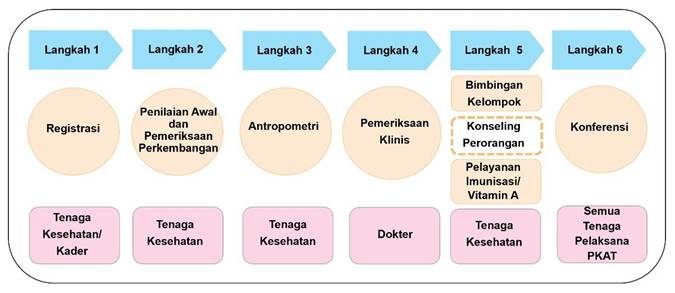 Langkah 1
Langkah 2
Langkah 3
Langkah 4
Langkah 5
Langkah 6
Registrasi
Penilaian Awal
dan
Pemeriksaan
Perkembangan
Antropometri
Pemeriksaan
Klinis
Bimbingan
Kelompok
Konseling
Perorangan
Pelayanan
Imunisasi/
Vitamin A
Konferensi
Tenaga
Kesehatan/
Kader
Tenaga
Kesehatan
Tenaga
Kesehatan
Dokter
Tenaga
Kesehatan
Semua
Tenaga
Pelaksana
PKAT